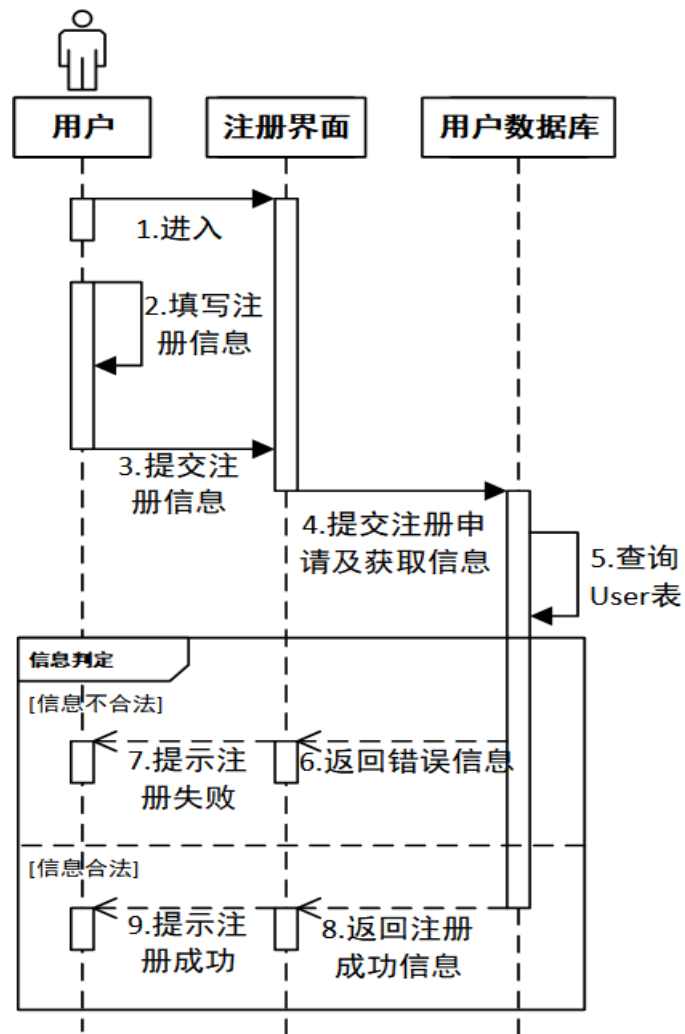 用户
注册界面
用户数据库
1.进入
2.填写注
册信息
3.提交注
册信息
4.提交注册申
请及获取信息
5.查询
User表
信息判定
[信息不合法]
7.提示注
册失败
6.返回错误信息
[信息合法]
9.提示注
册成功
8.返回注册
成功信息